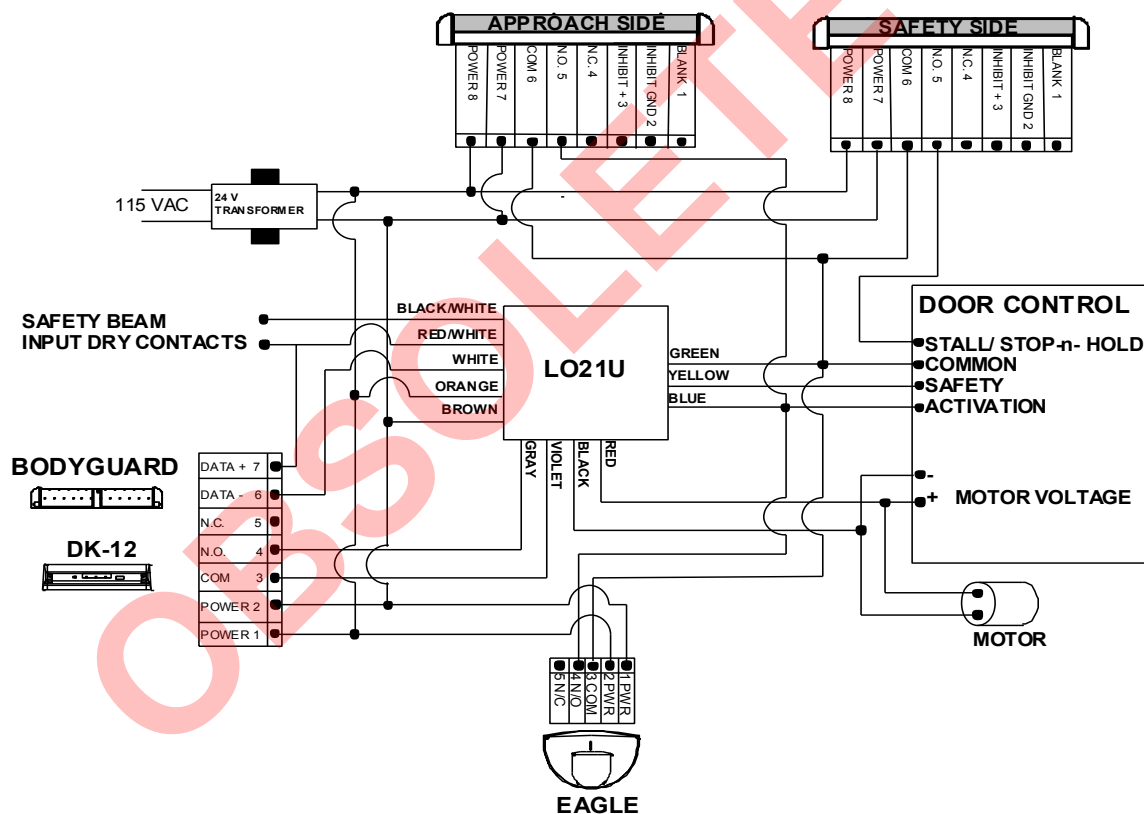 APPROACH SIDE
POWER 8
POWER 7
COM 6
N.O. 5
N.C. 4
INHIBIT + 3
INHIBIT GND 2
BLANK 1
SAFETY SIDE
POWER 8
POWER 7
COM 6
N.O. 5
N.C. 4
INHIBIT + 3
INHIBIT GND 2
BLANK 1
115 VAC
24 V
TRANSFORMER
SAFETY BEAM
INPUT DRY CONTACTS
BLACK/WHITE
RED/WHITE
WHITE
ORANGE
BROWN
LO21U
GREEN
YELLOW
BLUE
GRAY
VIOLET
BLACK
RED
DOOR CONTROL
STALL/ STOP-n- HOLD
COMMON
SAFETY
ACTIVATION
-
+ MOTOR VOLTAGE
MOTOR
BODYGUARD
DK-12
DATA + 7
DATA - 6
N.C. 5
N.O. 4
COM 3
POWER 2
POWER 1
5 N/C
4 N/O
3 COM
2 PWR
1 PWR
EAGLE
OBSOLETE